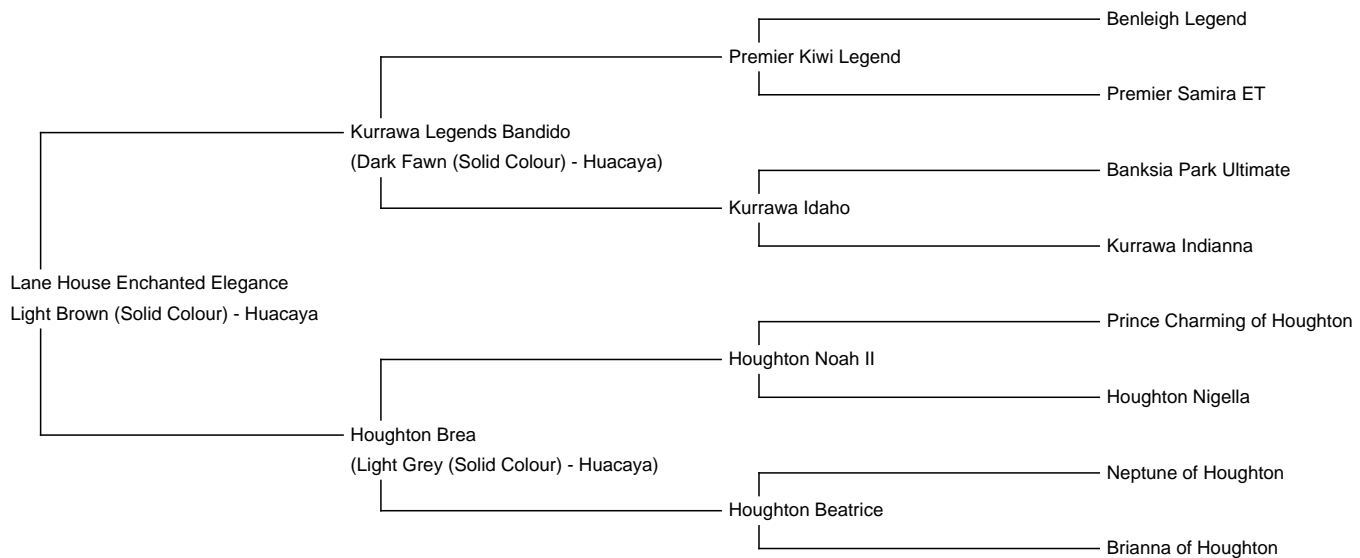 Benleigh Legend
Premier Kiwi Legend
Premier Samira ET
Kurrawa Legends Bandido
(Dark Fawn (Solid Colour) - Huacaya)
Banksia Park Ultimate
Kurrawa Idaho
Kurrawa Indianna
Lane House Enchanted Elegance
Light Brown (Solid Colour) - Huacaya
Prince Charming of Houghton
Houghton Noah II
Houghton Nigella
Houghton Brea
(Light Grey (Solid Colour) - Huacaya)
Neptune of Houghton
Houghton Beatrice
Brianna of Houghton